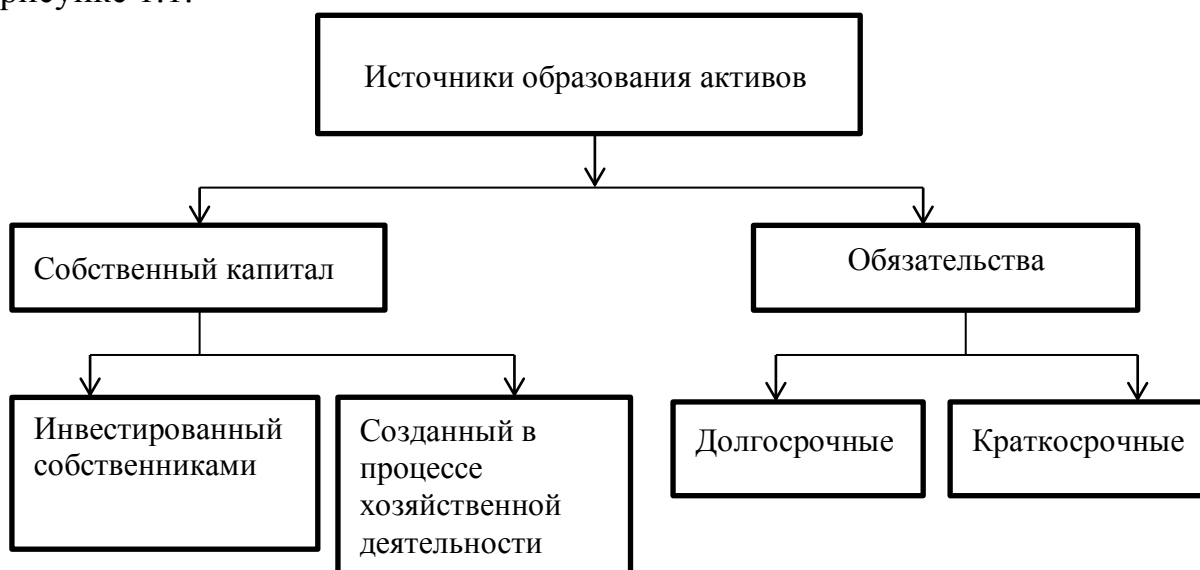 рисунке 1.1.
Источники образования активов
Собственный капитал
Обязательства
Инвестированный
собственниками
Созданный в
процессе
хозяйственной
деятельности
Долгосрочные
Краткосрочные